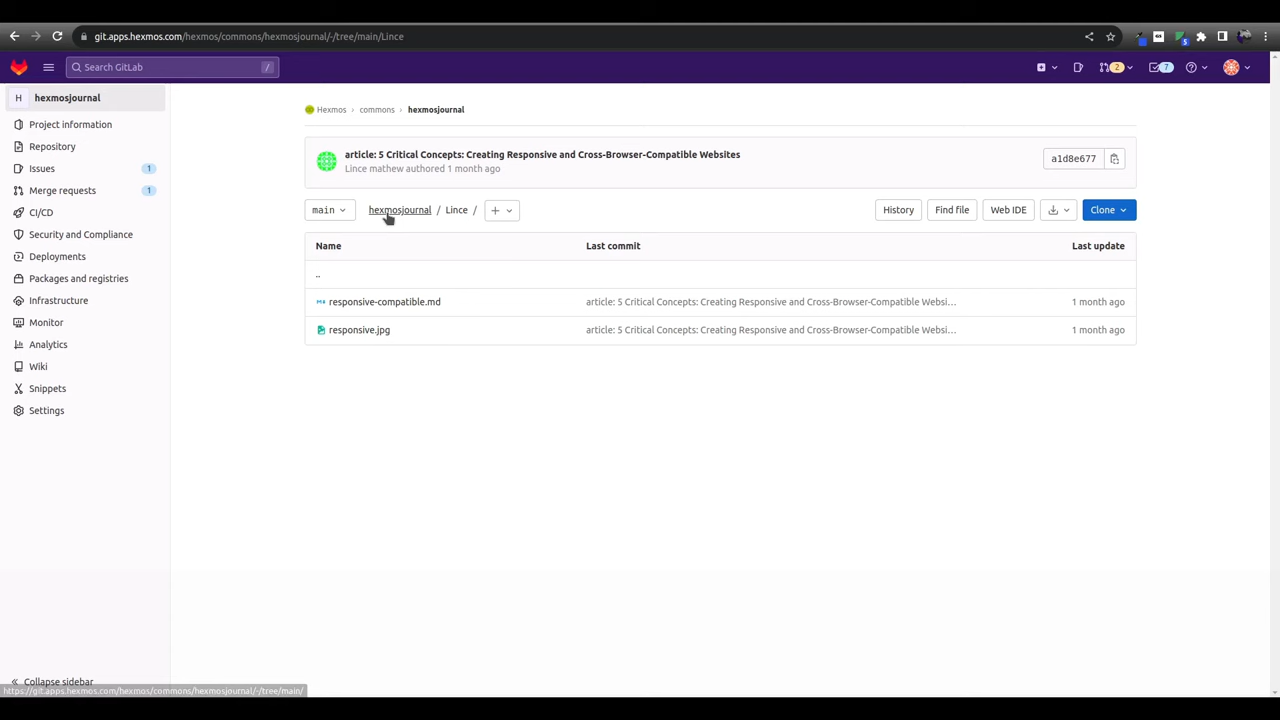 git.apps.hexmos.com/hexmos/commons/hexmosjournal/-/tree/main/Lince
5
Search GitLab
/
2
7
H hexmosjournal
Project information
Repository
Issues 1
Merge requests 1
CI/CD
Security and Compliance
Deployments
Packages and registries
Infrastructure
Monitor
Analytics
Wiki
Snippets
Settings
Collapse sidebar
https://git.apps.hexmos.com/hexmos/commons/hexmosjournal/-/tree/main/
Hexmos › commons › hexmosjournal
article: 5 Critical Concepts: Creating Responsive and Cross-Browser-Compatible Websites
Lince mathew authored 1 month ago
a1d8e677
main hexmosjournal / Lince / +
History Find file Web IDE Clone
Name Last commit Last update
..
responsive-compatible.md article: 5 Critical Concepts: Creating Responsive and Cross-Browser-Compatible Websi... 1 month ago
responsive.jpg article: 5 Critical Concepts: Creating Responsive and Cross-Browser-Compatible Websi... 1 month ago